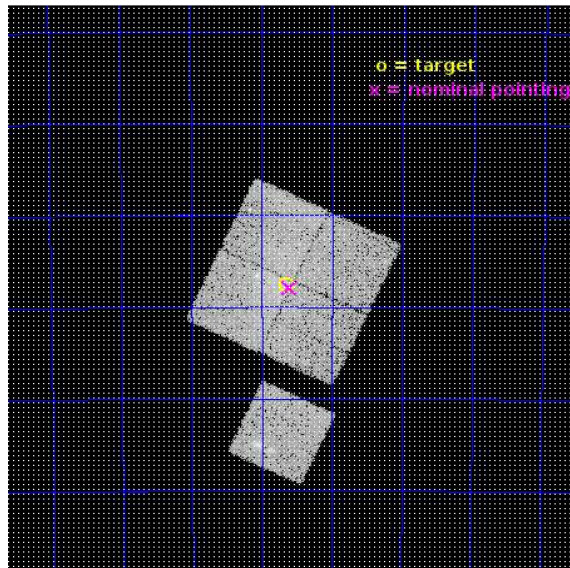 o = target
x = nominal pointing